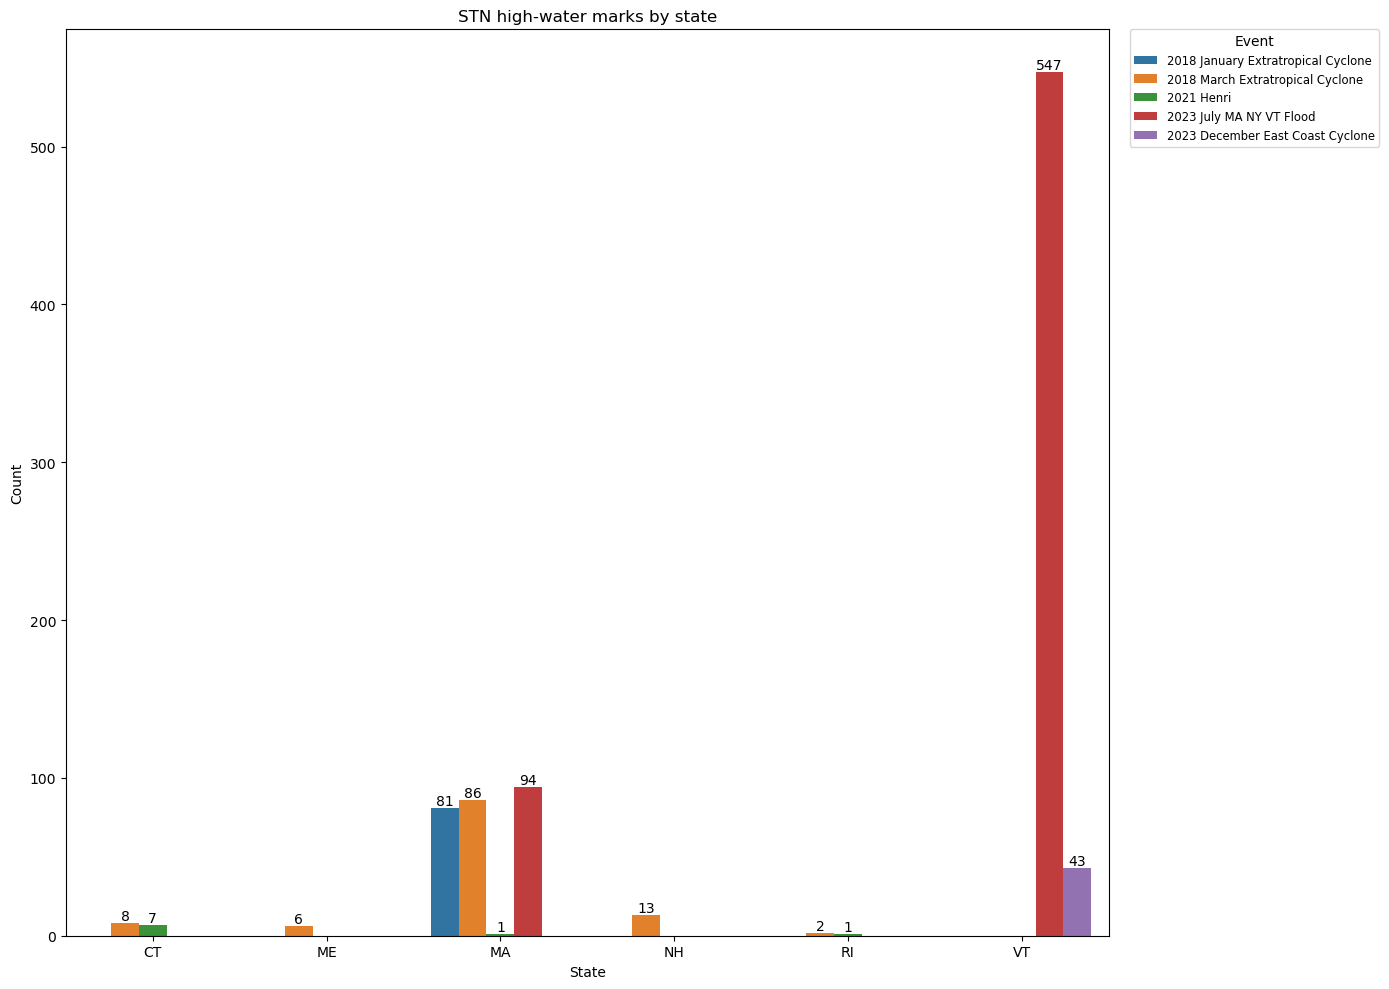 STN high-water marks by state
Event
2018 January Extratropical Cyclone
2018 March Extratropical Cyclone
2021 Henri
2023 July MA NY VT Flood
2023 December East Coast Cyclone
Count
500
400
300
200
100
0
547
94
86
81
43
13
8
7
6
2
1
1
CT ME MA NH RI VT
State